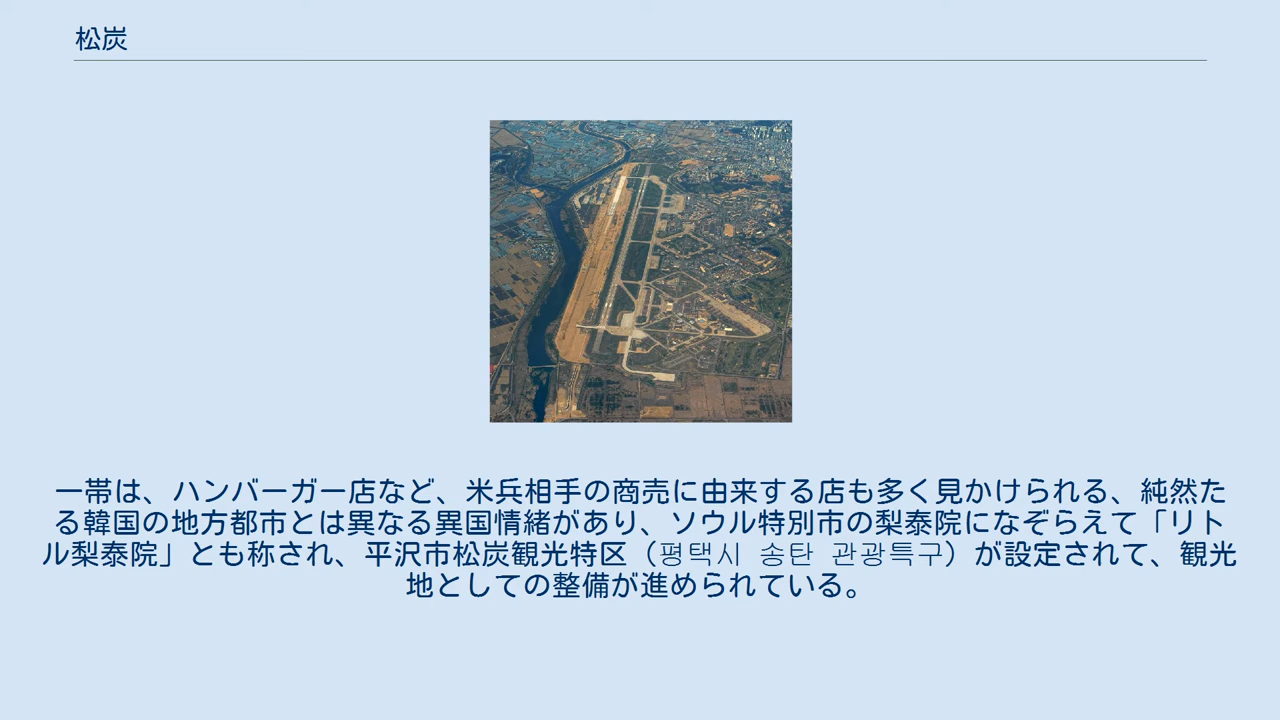 松炭
一帯は、ハンバーガー店など、米兵相手の商売に由来する店も多く見かけられる、純然た
る韓国の地方都市とは異なる異国情緒があり、ソウル特別市の梨泰院になぞらえて「リト
ル梨泰院」とも称され、平沢市松炭観光特区（평택시 송탄 관광특구）が設定されて、観光
地としての整備が進められている。